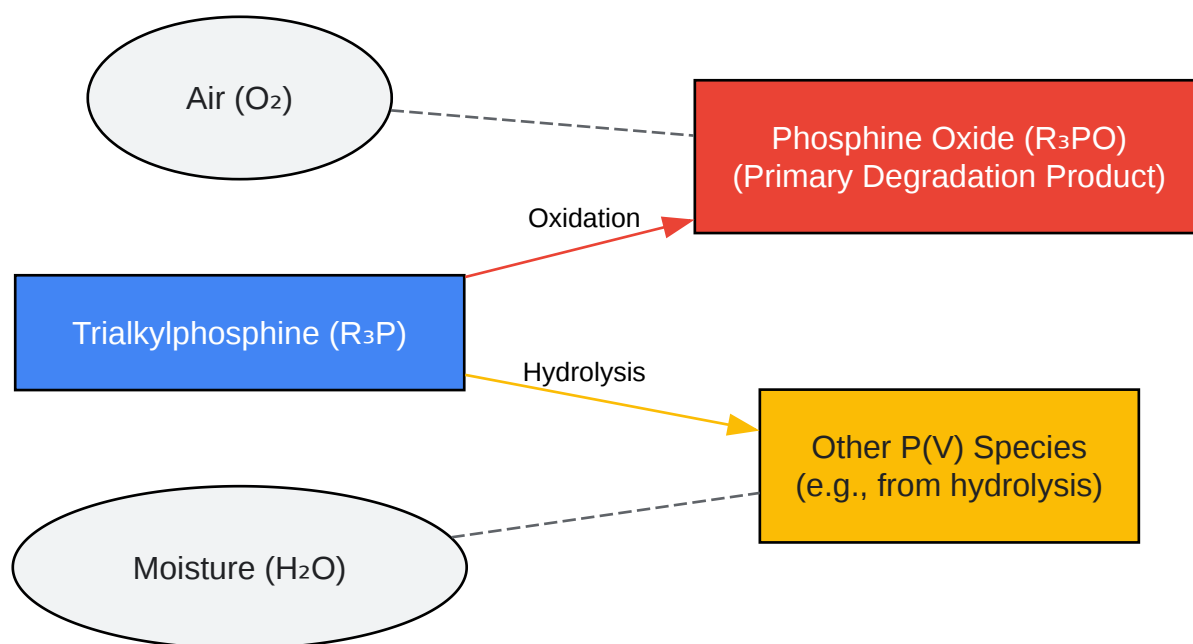 Air (O₂)
Phosphine Oxide (R₃PO)
(Primary Degradation Product)
Oxidation
Trialkylphosphine (R₃P)
Hydrolysis
Other P(V) Species
(e.g., from hydrolysis)
Moisture (H₂O)